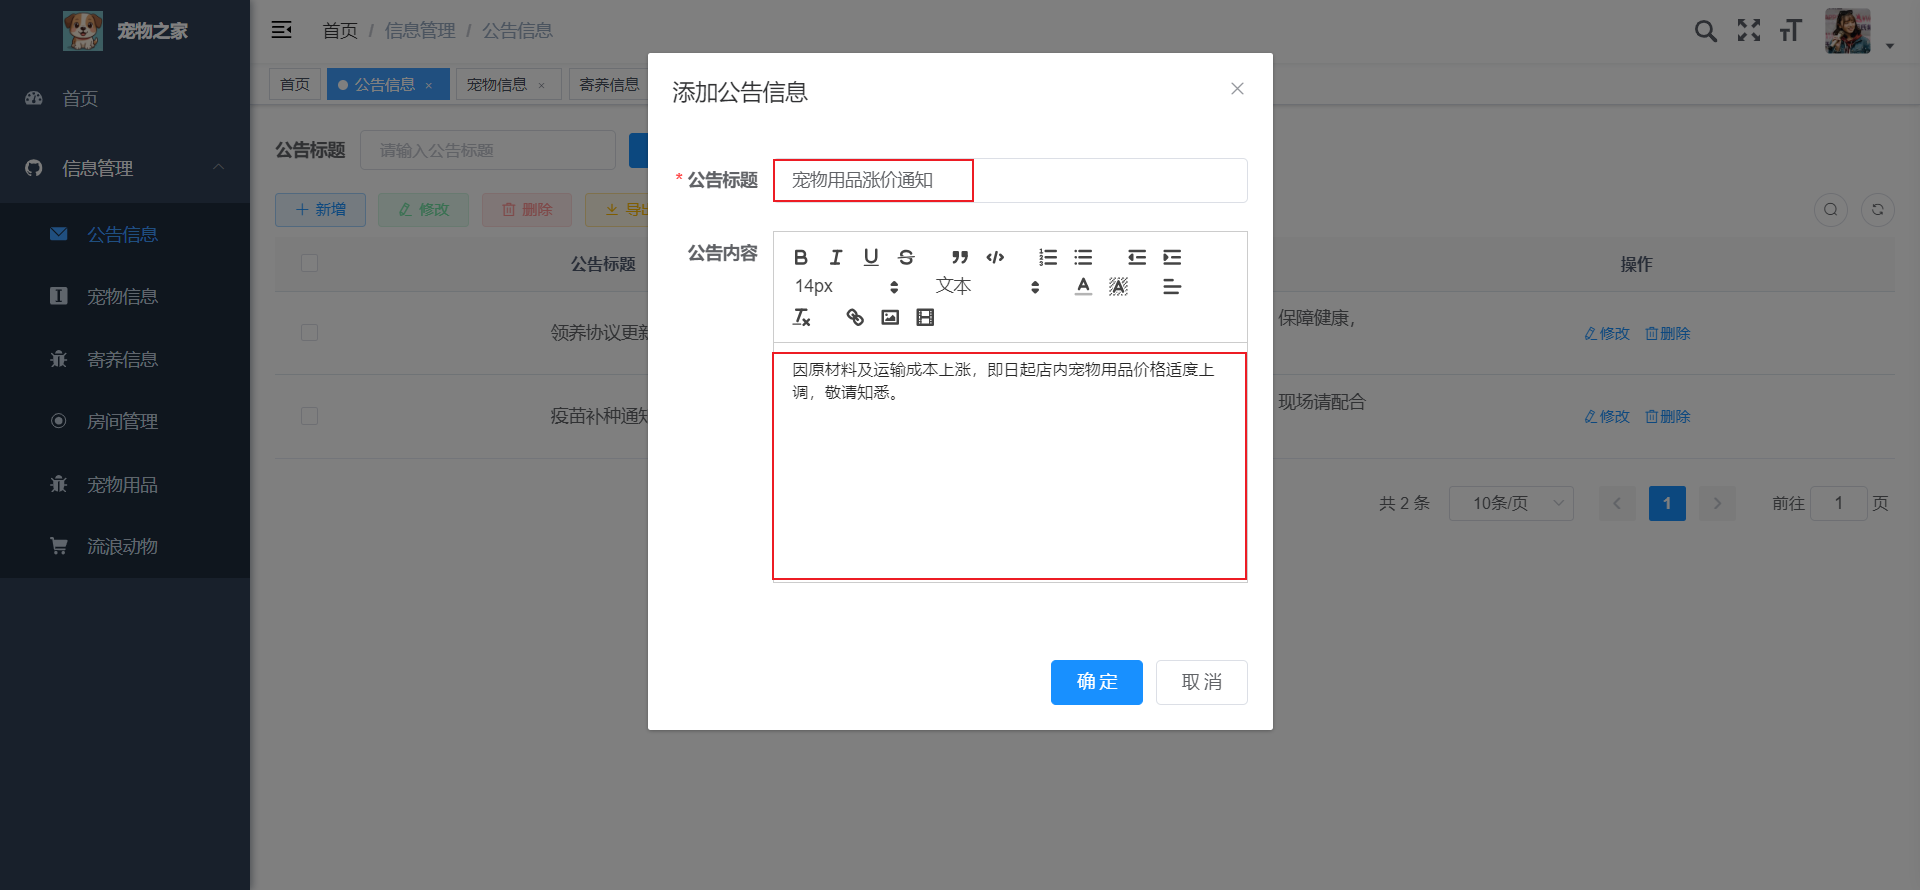 宠物之家
首页
信息管理
公告信息
宠物信息
寄养信息
房间管理
宠物用品
流浪动物
首页 / 信息管理 / 公告信息
首页
公告信息 ×
宠物信息 ×
寄养信息
公告标题 请输入公告标题
新增 修改 删除 导出
公告标题 操作
领养协议更新 保障健康， 修改 删除
疫苗补种通知 现场请配合 修改 删除
共 2 条 10条/页 1 前往 1 页
添加公告信息
* 公告标题 宠物用品涨价通知
公告内容
14px 文本
因原材料及运输成本上涨，即日起店内宠物用品价格适度上
调，敬请知悉。
确 定 取 消